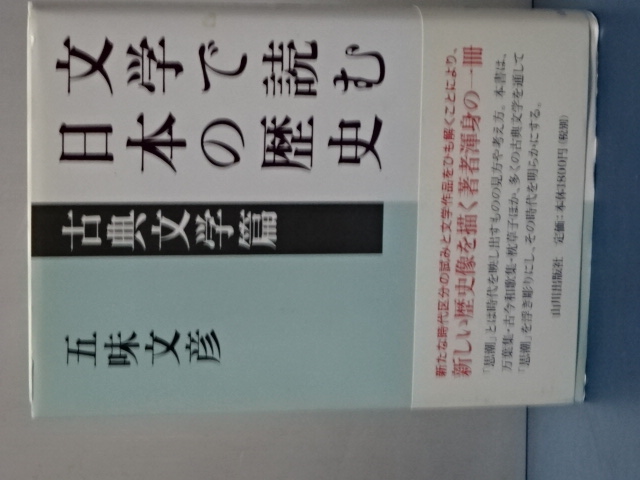 文学で読む
日本の歴史
古典文学篇
五味文彦
新たな時代区分の試みと文学作品をひも解くことにより、
新しい歴史像を描く著者渾身の一冊
「思潮」とは時代を映し出すものの見方や考え方。本書は、
万葉集・古今和歌集・枕草子ほか、多くの古典文学を通して
「思潮」を浮き彫りにし、その時代を明らかにする。
山川出版社 定価：本体1800円（税別）